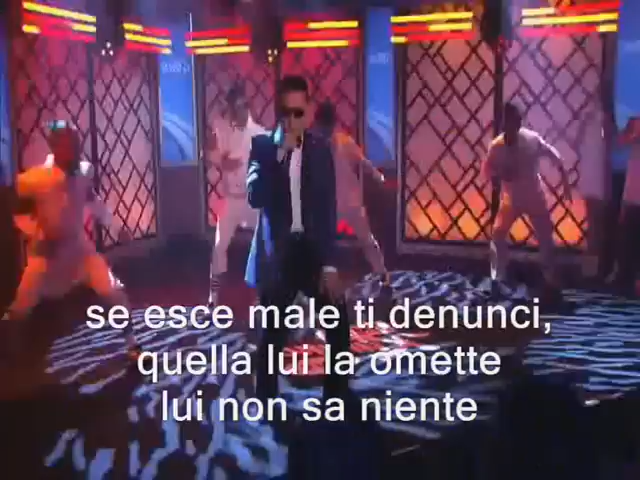 se esce male ti denunci,
quella lui la omette
lui non sa niente